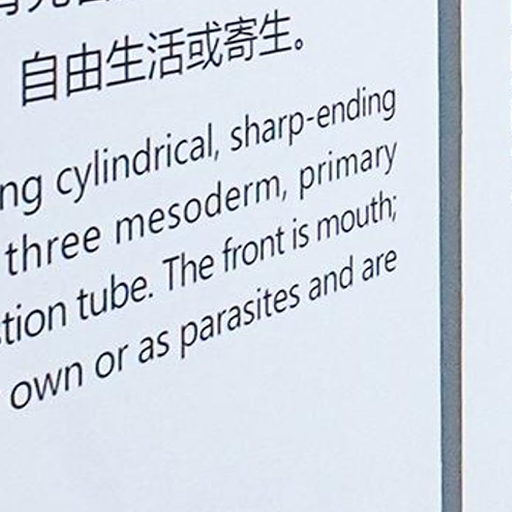 自由生活或寄生。
ng cylindrical, sharp-ending
three mesoderm, primary
tion tube. The front is mouth;
own or as parasites and are